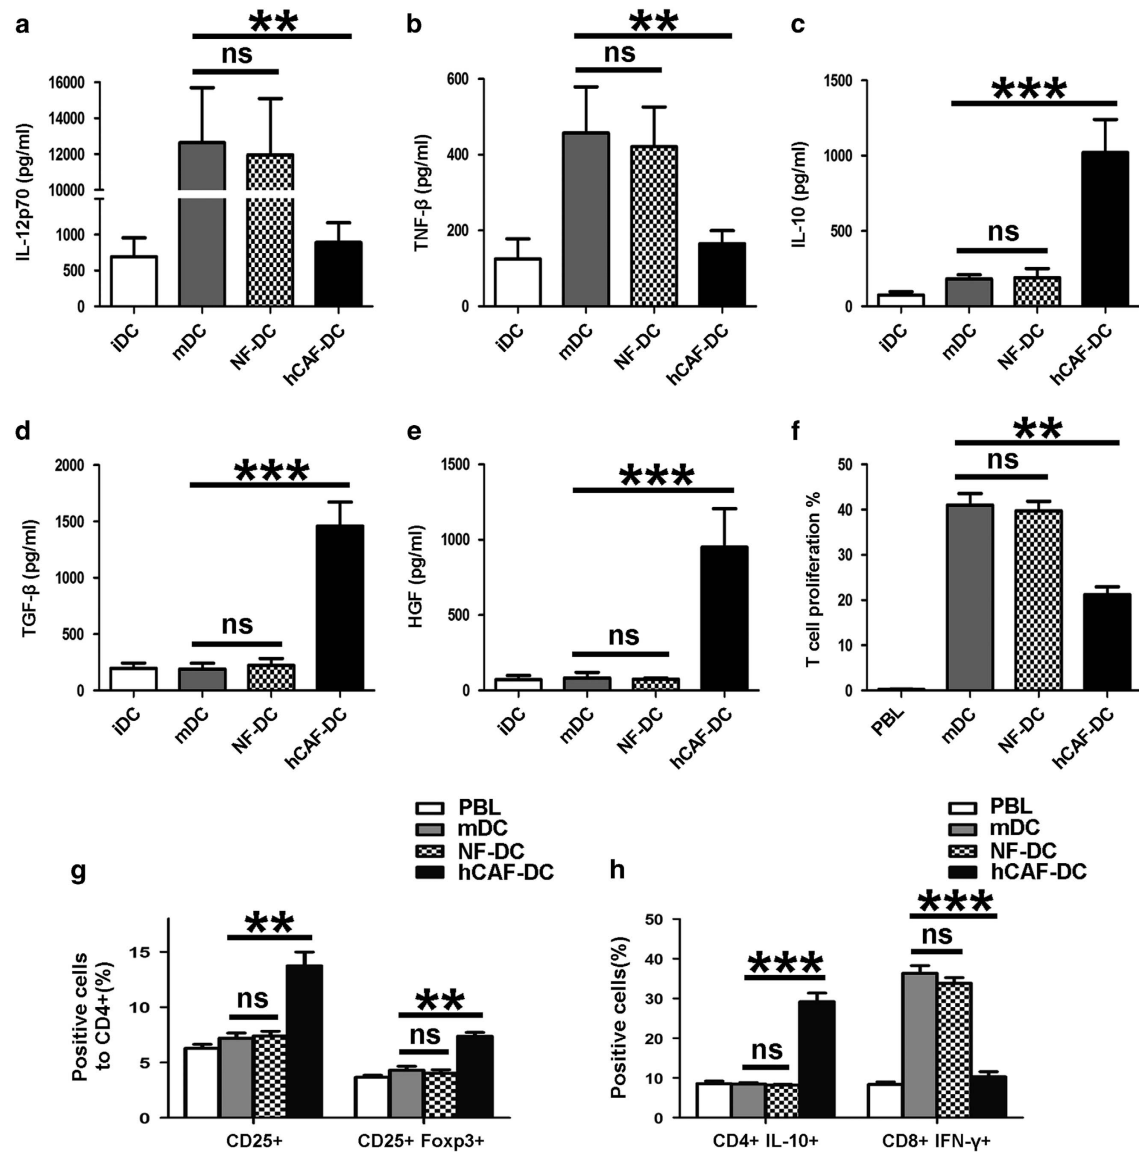 a
**
ns
IL-12p70 (pg/ml)
16000
14000
12000
10000
1000
500
0
iDC
mDC
NF-DC
hCAF-DC
b
**
ns
TNF-β (pg/ml)
600
400
200
0
iDC
mDC
NF-DC
hCAF-DC
c
***
ns
IL-10 (pg/ml)
1500
1000
500
0
iDC
mDC
NF-DC
hCAF-DC
d
***
ns
TGF-β (pg/ml)
2000
1500
1000
500
0
iDC
mDC
NF-DC
hCAF-DC
e
***
ns
HGF (pg/ml)
1500
1000
500
0
iDC
mDC
NF-DC
hCAF-DC
f
**
ns
T cell proliferation %
50
40
30
20
10
0
PBL
mDC
NF-DC
hCAF-DC
g
PBL
mDC
NF-DC
hCAF-DC
**
ns
**
ns
Positive cells
to CD4+(%)
15
10
5
0
CD25+
CD25+ Foxp3+
h
PBL
mDC
NF-DC
hCAF-DC
***
ns
***
ns
Positive cells(%)
50
40
30
20
10
0
CD4+ IL-10+
CD8+ IFN-γ+